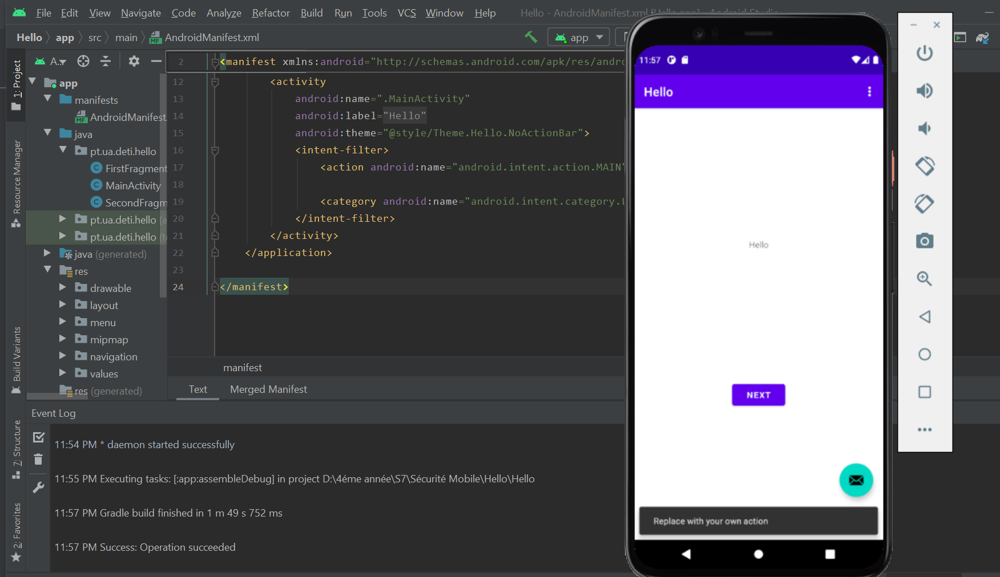 File Edit View Navigate Code Analyze Refactor Build Run Tools VCS Window Help Hello - AndroidManifest.xml [Hello.app] - Android Studio
Hello app src main AndroidManifest.xml app
1: Project
Resource Manager
Build Variants
7: Structure
2: Favorites
A..
app
manifests
AndroidManifest.
java
pt.ua.deti.hello
FirstFragment
MainActivity
SecondFragm
pt.ua.deti.hello (a
pt.ua.deti.hello (t
java (generated)
res
drawable
layout
menu
mipmap
navigation
values
res (generated)
2 <manifest xmlns:android="http://schemas.android.com/apk/res/andro
12 <activity
13 android:name=".MainActivity"
14 android:label="Hello"
15 android:theme="@style/Theme.Hello.NoActionBar">
16 <intent-filter>
17 <action android:name="android.intent.action.MAIN"
18
19 <category android:name="android.intent.category.L
20 </intent-filter>
21 </activity>
22 </application>
23
24 </manifest>
manifest
Text Merged Manifest
Event Log
11:54 PM * daemon started successfully
11:55 PM Executing tasks: [:app:assembleDebug] in project D:\4éme année\S7\Sécurité Mobile\Hello\Hello
11:57 PM Gradle build finished in 1 m 49 s 752 ms
11:57 PM Success: Operation succeeded
11:57
Hello
Hello
NEXT
Replace with your own action